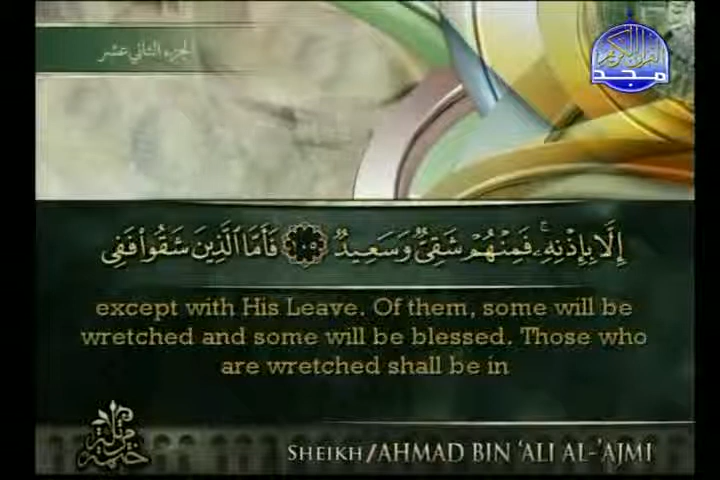 الجزء الثاني عشر
القرآن الكريم
مجد
إِلَّا بِإِذْنِهِۦۚ فَمِنْهُمْ شَقِىٌّ وَسَعِيدٌ ١٠٥ فَأَمَّا الَّذِينَ شَقُوا۟ فَفِى
except with His Leave. Of them, some will be
wretched and some will be blessed. Those who
are wretched shall be in
SHEIKH/AHMAD BIN 'ALI AL-'AJMI